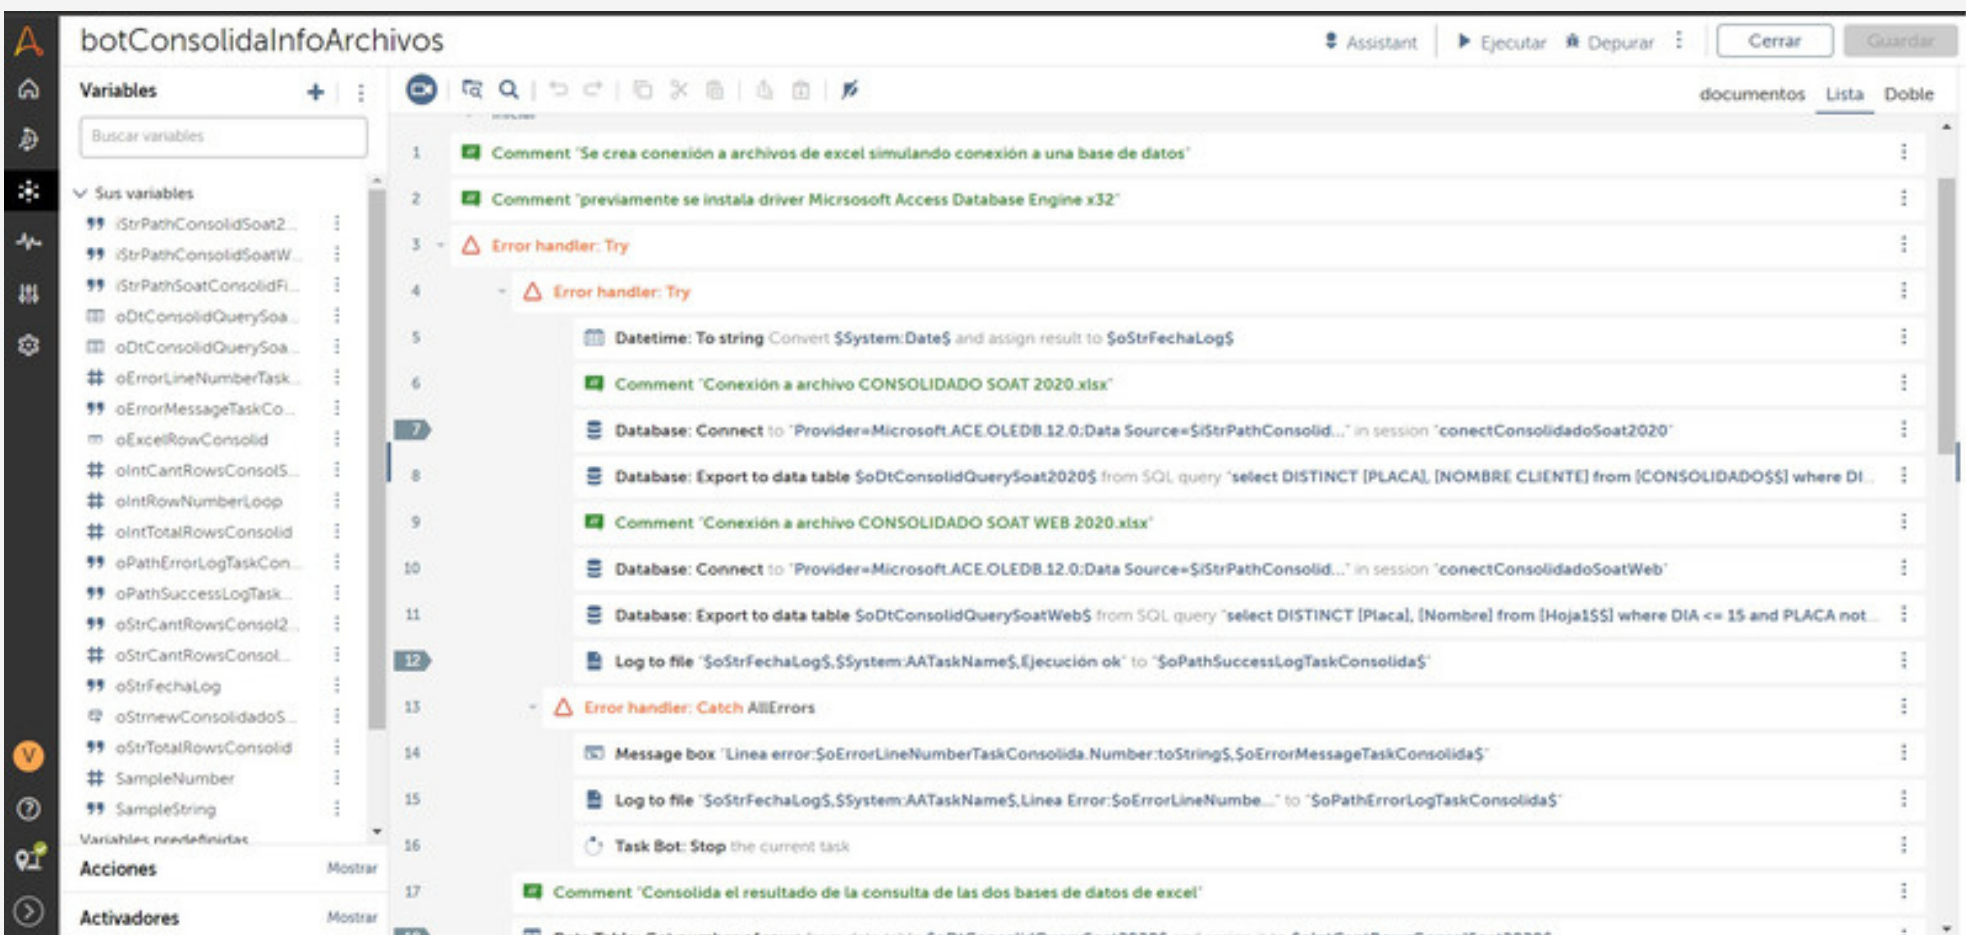 botConsolidaInfoArchivos
Assistant
Ejecutar
Depurar
Cerrar
Guardar
Variables
documentos Lista Doble
Buscar variables
Iniciar
Sus variables
iStrPathConsolidSoat2...
iStrPathConsolidSoatW...
iStrPathSoatConsolidFi...
oDtConsolidQuerySoa...
oDtConsolidQuerySoa...
oErrorLineNumberTask...
oErrorMessageTaskCo...
oExcelRowConsolid
oIntCantRowsConsolS...
oIntRowNumberLoop
oIntTotalRowsConsolid
oPathErrorLogTaskCon...
oPathSuccessLogTask...
oStrCantRowsConsol2...
oStrCantRowsConsol...
oStrFechaLog
oStrnewConsolidadoS...
oStrTotalRowsConsolid
SampleNumber
SampleString
Variables predefinidas
Acciones Mostrar
Activadores Mostrar
V
1 Comment "Se crea conexión a archivos de excel simulando conexión a una base de datos"
2 Comment "previamente se instala driver Micrsosoft Access Database Engine x32"
3 Error handler: Try
4 Error handler: Try
5 Datetime: To string Convert $System:Date$ and assign result to $oStrFechaLog$
6 Comment "Conexión a archivo CONSOLIDADO SOAT 2020.xlsx"
7 Database: Connect to "Provider=Microsoft.ACE.OLEDB.12.0;Data Source=$iStrPathConsolid..." in session "conectConsolidadoSoat2020"
8 Database: Export to data table $oDtConsolidQuerySoat2020$ from SQL query "select DISTINCT [PLACA], [NOMBRE CLIENTE] from [CONSOLIDADO$$] where DI...
9 Comment "Conexión a archivo CONSOLIDADO SOAT WEB 2020.xlsx"
10 Database: Connect to "Provider=Microsoft.ACE.OLEDB.12.0;Data Source=$iStrPathConsolid..." in session "conectConsolidadoSoatWeb"
11 Database: Export to data table $oDtConsolidQuerySoatWeb$ from SQL query "select DISTINCT [Placa], [Nombre] from [Hoja1$$] where DIA <= 15 and PLACA not...
12 Log to file "$oStrFechaLog$,$System:AATaskName$,Ejecución ok" to "$oPathSuccessLogTaskConsolida$"
13 Error handler: Catch AllErrors
14 Message box "Linea error:$oErrorLineNumberTaskConsolida.Number:toString$,$oErrorMessageTaskConsolida$"
15 Log to file "$oStrFechaLog$,$System:AATaskName$,Linea Error:$oErrorLineNumbe..." to "$oPathErrorLogTaskConsolida$"
16 Task Bot: Stop the current task
17 Comment "Consolida el resultado de la consulta de las dos bases de datos de excel"